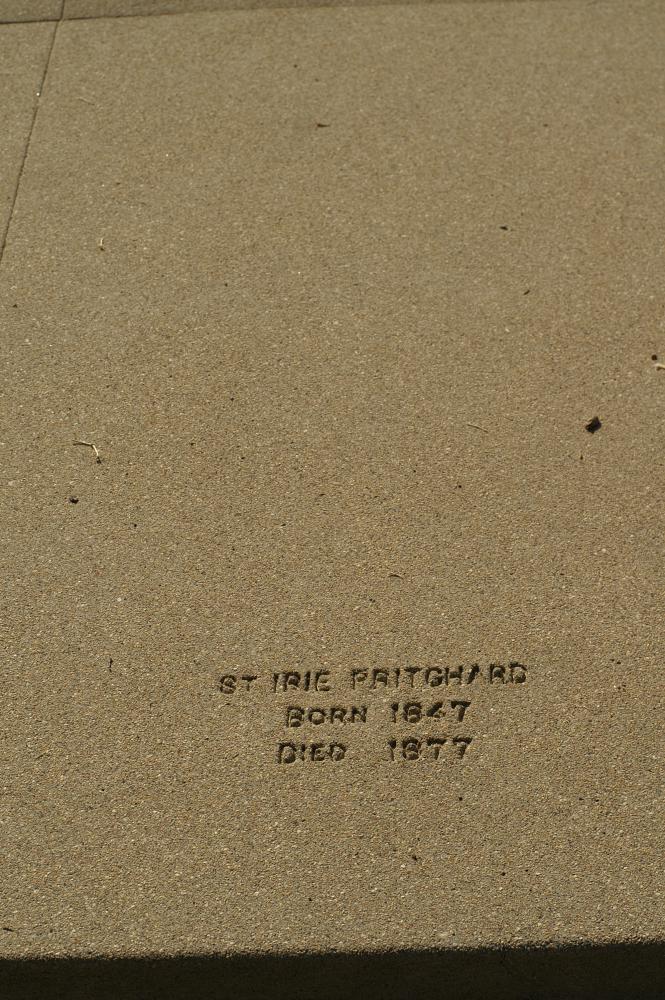 ST IRIE PRITCHARD
BORN 1847
DIED 1877